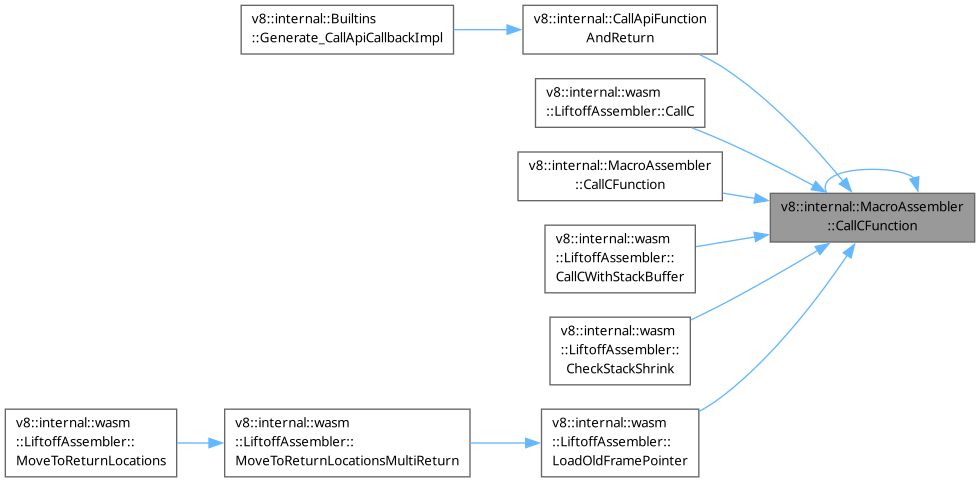 v8::internal::Builtins
::Generate_CallApiCallbackImpl
v8::internal::CallApiFunction
AndReturn
v8::internal::wasm
::LiftoffAssembler::CallC
v8::internal::MacroAssembler
::CallCFunction
v8::internal::MacroAssembler
::CallCFunction
v8::internal::wasm
::LiftoffAssembler::
CallCWithStackBuffer
v8::internal::wasm
::LiftoffAssembler::
CheckStackShrink
v8::internal::wasm
::LiftoffAssembler::
MoveToReturnLocations
v8::internal::wasm
::LiftoffAssembler::
MoveToReturnLocationsMultiReturn
v8::internal::wasm
::LiftoffAssembler::
LoadOldFramePointer